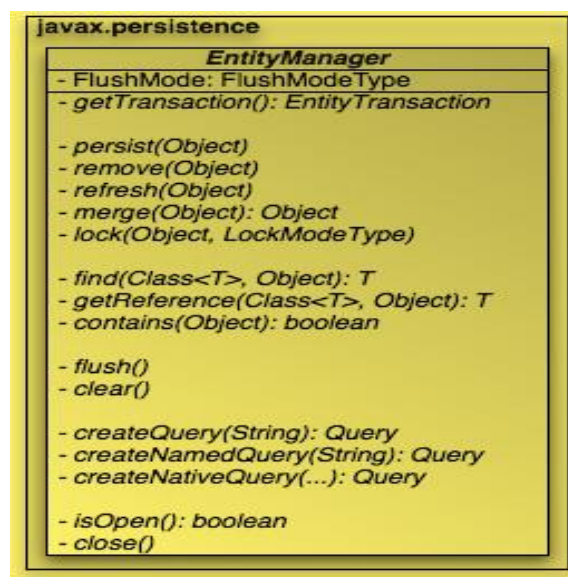 javax.persistence
EntityManager
- FlushMode: FlushModeType
- getTransaction(): EntityTransaction
- persist(Object)
- remove(Object)
- refresh(Object)
- merge(Object): Object
- lock(Object, LockModeType)
- find(Class<T>, Object): T
- getReference(Class<T>, Object): T
- contains(Object): boolean
- flush()
- clear()
- createQuery(String): Query
- createNamedQuery(String): Query
- createNativeQuery(...): Query
- isOpen(): boolean
- close()